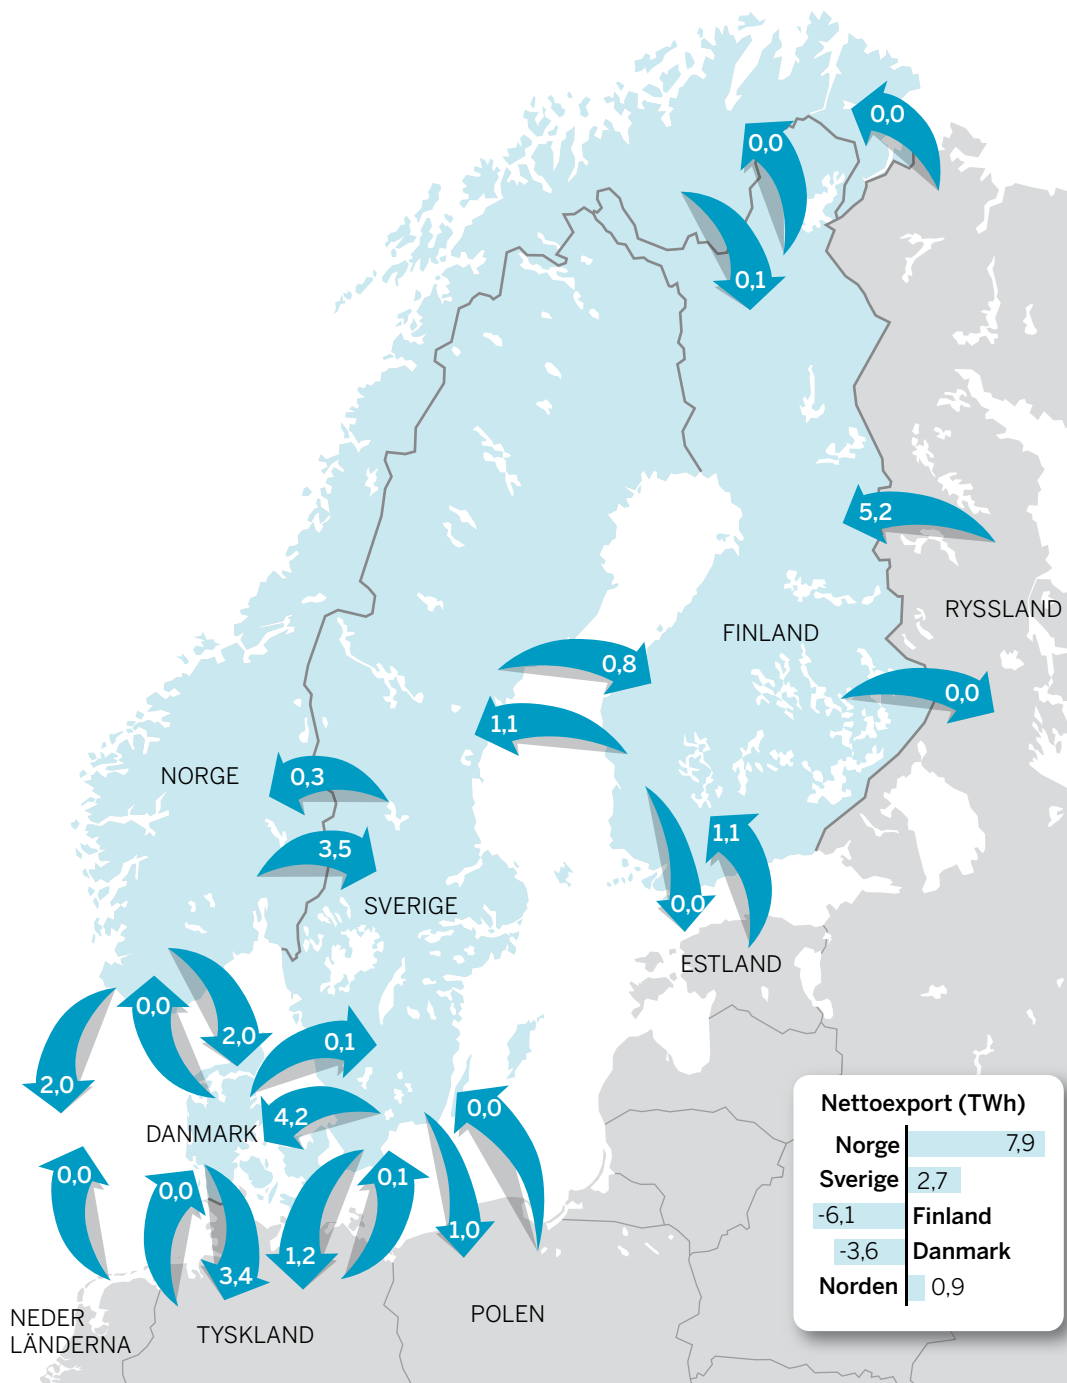 0,0
0,0
0,1
5,2
RYSSLAND
FINLAND
0,8
0,0
1,1
NORGE
0,3
1,1
3,5
SVERIGE
0,0
ESTLAND
0,0
2,0
0,1
2,0
4,2
0,0
DANMARK
0,0
0,0
0,1
1,0
1,2
3,4
NEDER
LÄNDERNA
TYSKLAND
POLEN
Nettoexport (TWh)
Norge 7,9
Sverige 2,7
-6,1 Finland
-3,6 Danmark
Norden 0,9